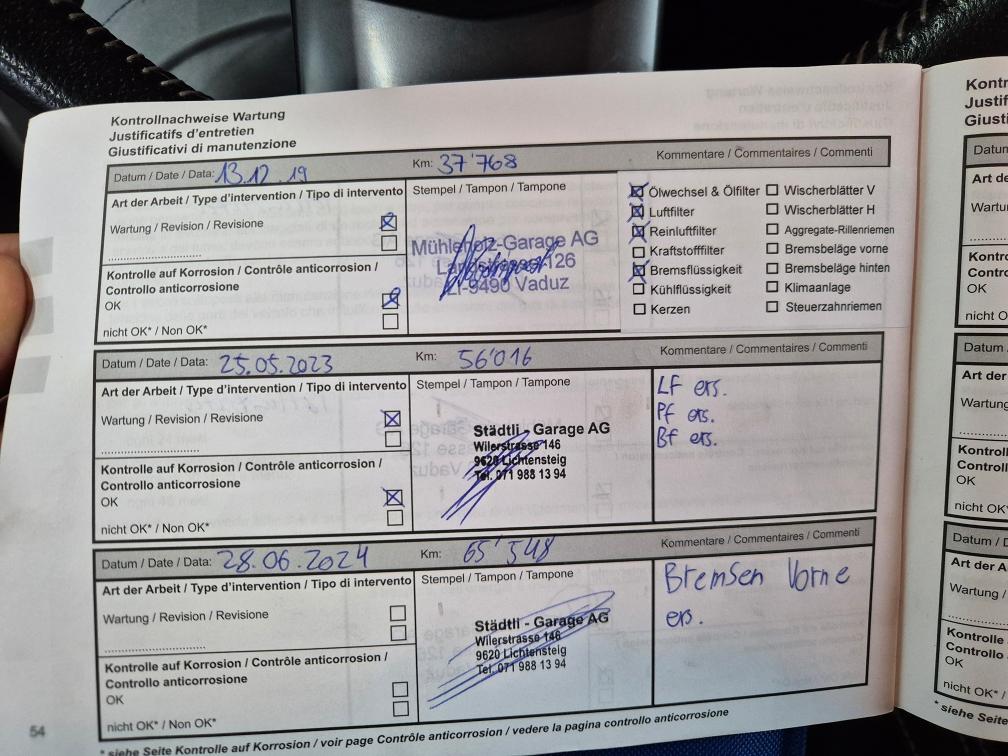 Kontrollnachweise Wartung
Justificatifs d'entretien
Giustificativi di manutenzione
Datum / Date / Data: 13.12.19 Km: 37'768 Kommentare / Commentaires / Commenti
Art der Arbeit / Type d'intervention / Tipo di intervento
Stempel / Tampon / Tampone
Wartung / Revision / Revisione
Kontrolle auf Korrosion / Contrôle anticorrosion /
Controllo anticorrosione
OK
nicht OK* / Non OK*
Mühleholz-Garage AG
Landstrasse 126
LI-9490 Vaduz
Ölwechsel & Ölfilter
Luftfilter
Reinluftfilter
Kraftstofffilter
Bremsflüssigkeit
Kühlflüssigkeit
Kerzen
Wischerblätter V
Wischerblätter H
Aggregate-Rillenriemen
Bremsbeläge vorne
Bremsbeläge hinten
Klimaanlage
Steuerzahnriemen
Datum / Date / Data: 25.05.2023 Km: 56'016 Kommentare / Commentaires / Commenti
Art der Arbeit / Type d'intervention / Tipo di intervento
Stempel / Tampon / Tampone
Wartung / Revision / Revisione
Kontrolle auf Korrosion / Contrôle anticorrosion /
Controllo anticorrosione
OK
nicht OK* / Non OK*
Städtli - Garage AG
Wilerstrasse 146
9620 Lichtensteig
Tel. 071 988 13 94
LF ers.
Pf ers.
Bf ers.
Datum / Date / Data: 28.06.2024 Km: 65'548 Kommentare / Commentaires / Commenti
Art der Arbeit / Type d'intervention / Tipo di intervento
Stempel / Tampon / Tampone
Wartung / Revision / Revisione
Kontrolle auf Korrosion / Contrôle anticorrosion /
Controllo anticorrosione
OK
nicht OK* / Non OK*
Städtli - Garage AG
Wilerstrasse 146
9620 Lichtensteig
Tel. 071 988 13 94
Bremsen Vorne
ers.
54
* siehe Seite Kontrolle auf Korrosion / voir page Contrôle anticorrosion / vedere la pagina controllo anticorrosione